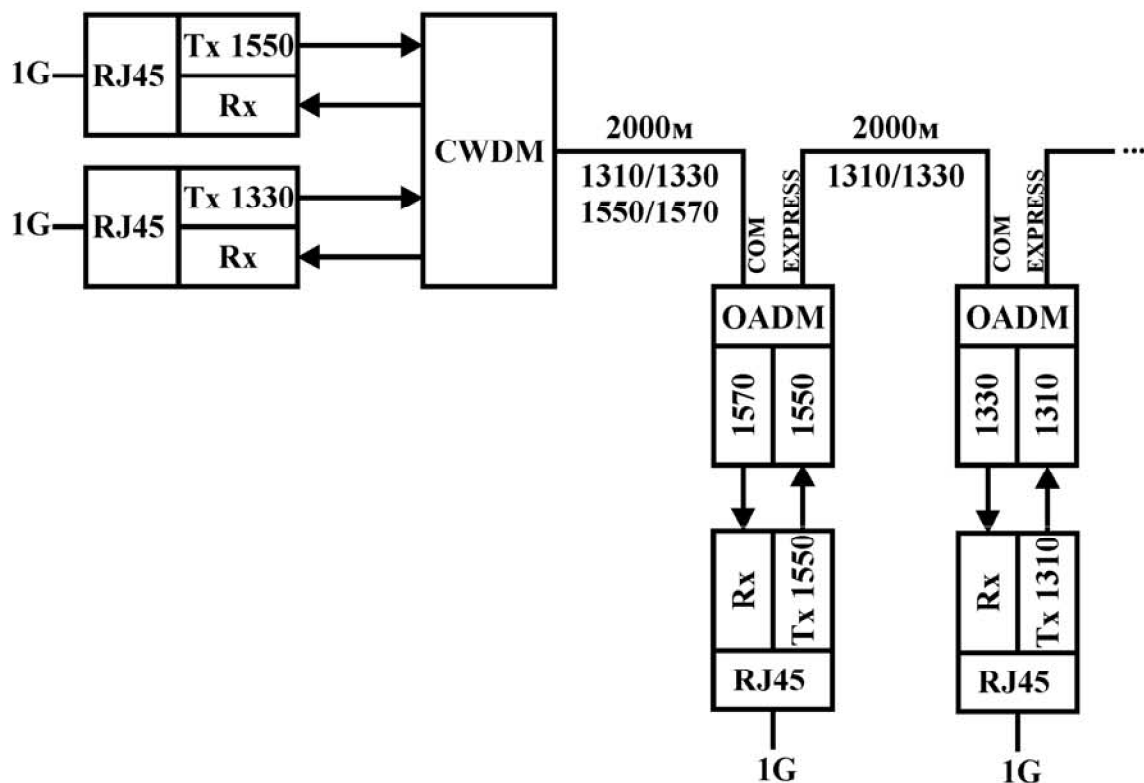 1G
RJ45
Tx 1550
Rx
1G
RJ45
Tx 1330
Rx
CWDM
2000м
1310/1330
1550/1570
2000м
1310/1330
...
COM
EXPRESS
COM
EXPRESS
OADM
1570
1550
OADM
1330
1310
Rx
Tx 1550
RJ45
1G
Rx
Tx 1310
RJ45
1G